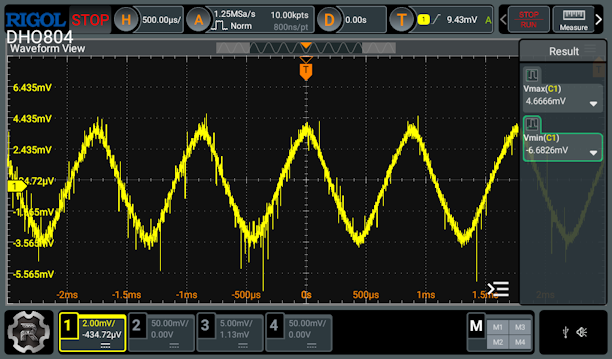 RIGOL STOP H 500.00µs/ A 1.25MSa/s 10.00kpts D 0.00s T 1 9.43mV A STOP RUN Measure
Norm 800ns/pt
DHO804
Waveform View
Result
T
6.435mV
Vmax(C1)
4.6666mV
4.435mV
2.435mV
Vmin(C1)
-6.6826mV
1
-1.565mV
-3.565mV
-5.565mV
-2ms -1ms -500µs 0s 500µs 1ms 1.5ms
1 2.00mV/ -434.72µV
2 50.00mV/ 0.00V
3 5.00mV/ 1.13mV
4 50.00mV/ 0.00V
M M1 M2 M3 M4